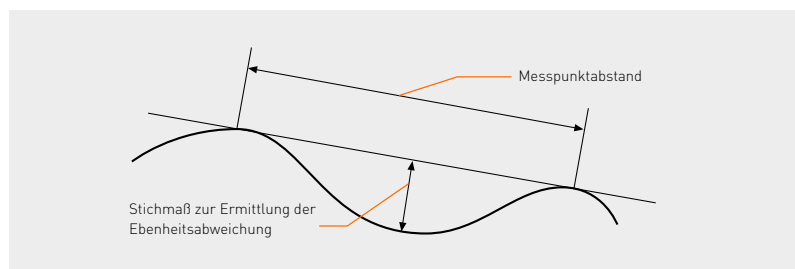 Messpunktabstand
Stichmaß zur Ermittlung der
Ebenheitsabweichung